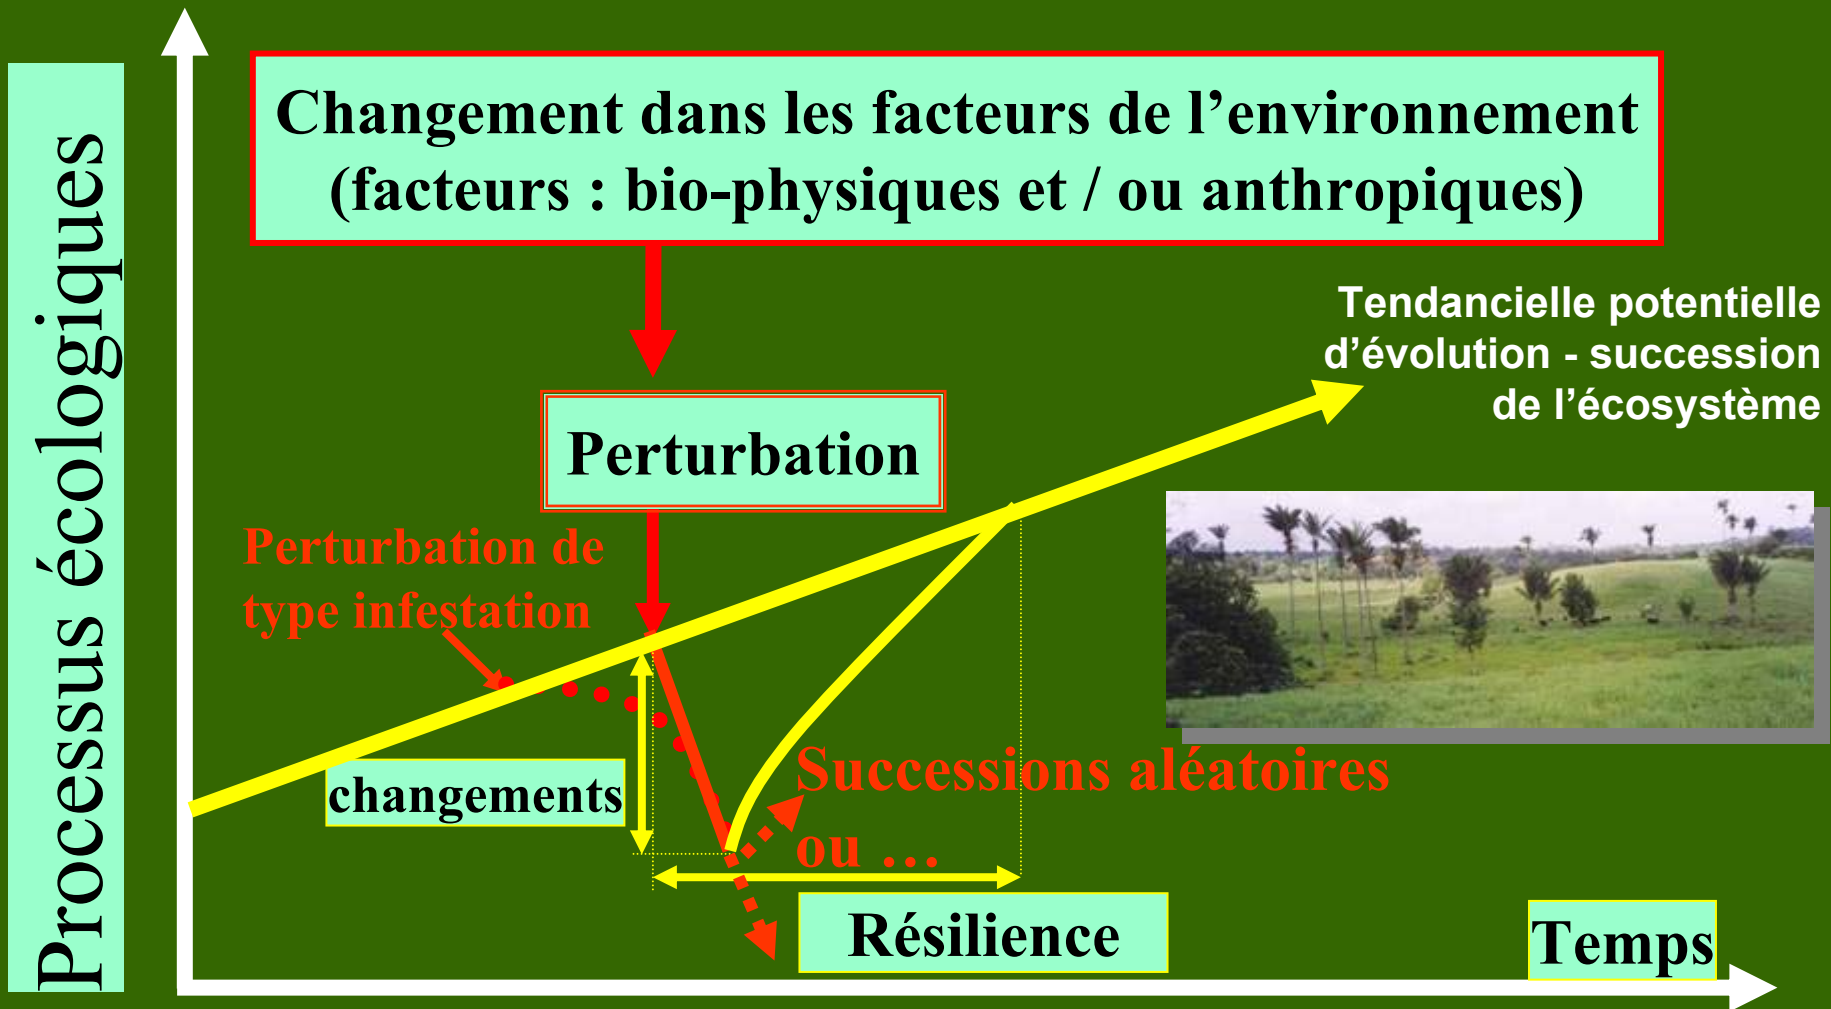 Processus écologiques
Changement dans les facteurs de l’environnement
(facteurs : bio-physiques et / ou anthropiques)
Tendancielle potentielle
d’évolution - succession
de l’écosystème
Perturbation
Perturbation de
type infestation
changements
Successions aléatoires
ou …
Résilience
Temps